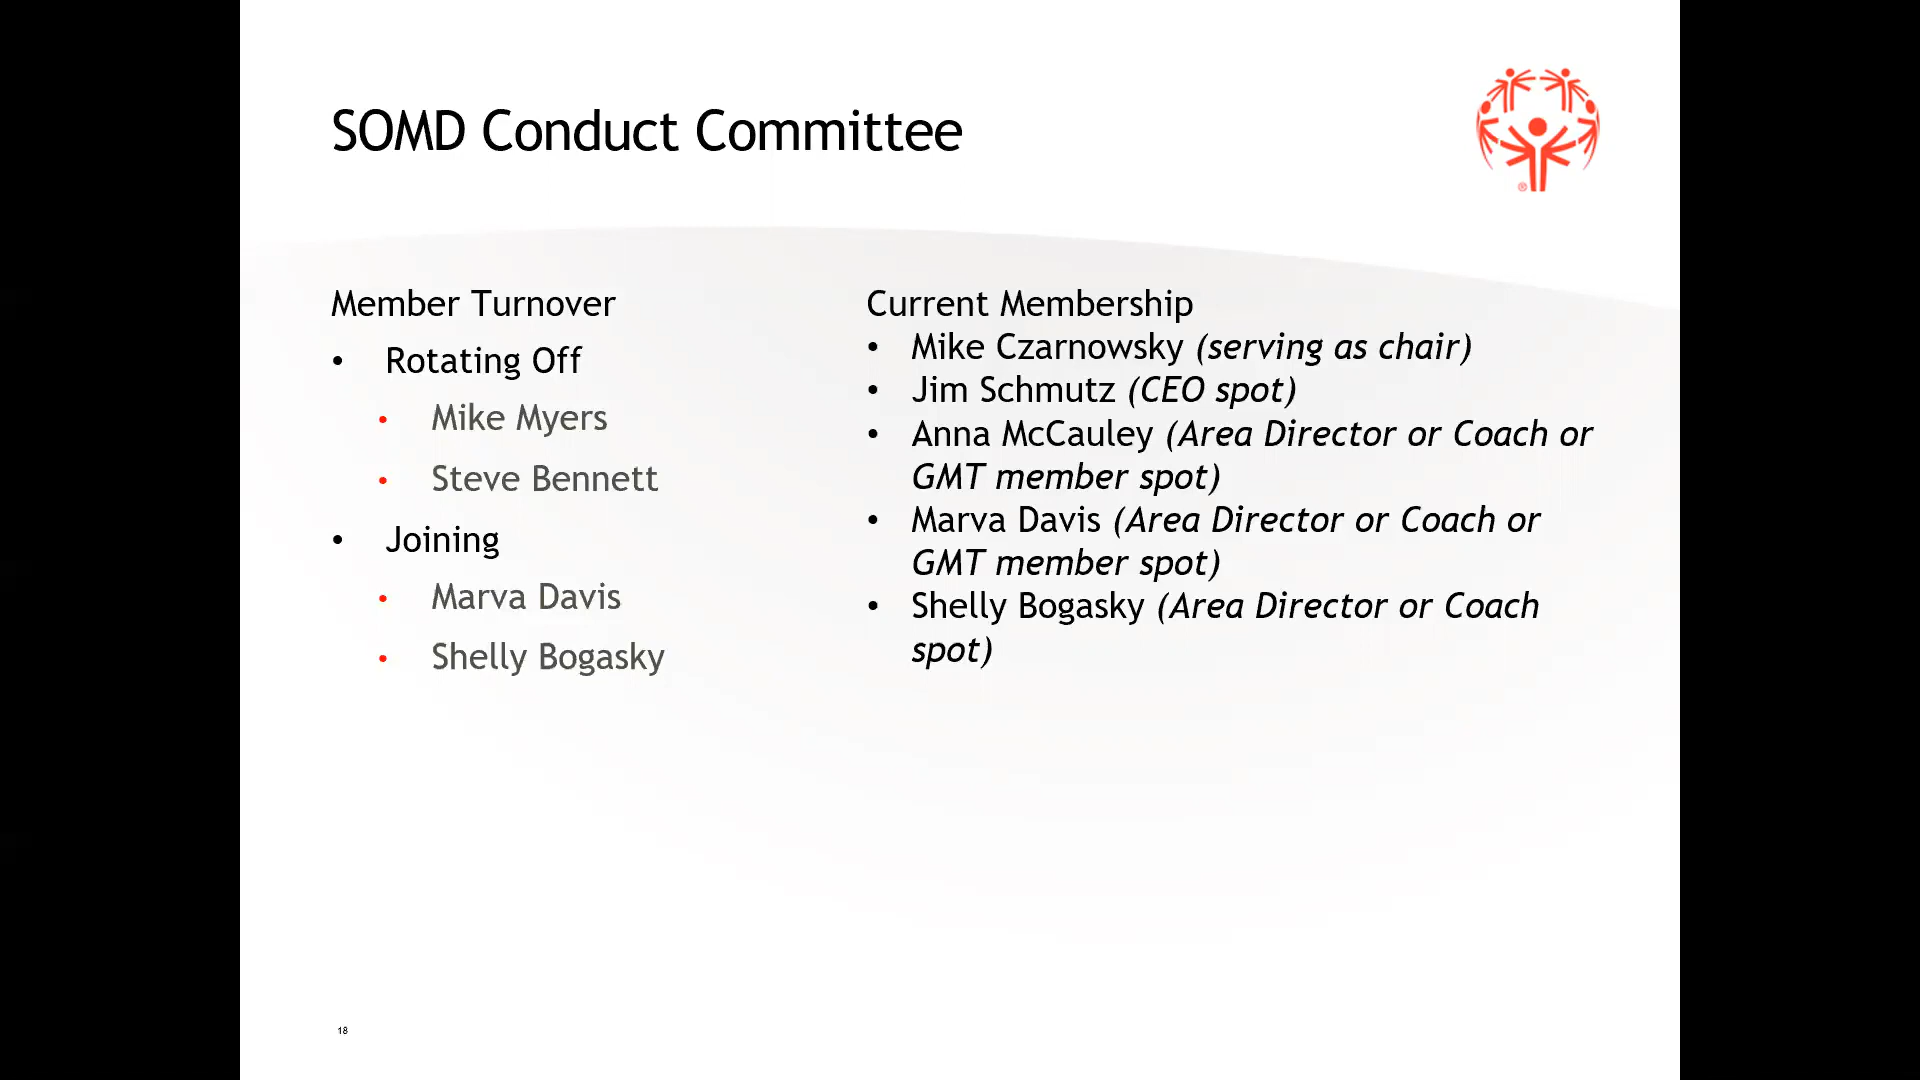 SOMD Conduct Committee
Member Turnover
• Rotating Off
• Mike Myers
• Steve Bennett
• Joining
• Marva Davis
• Shelly Bogasky
Current Membership
• Mike Czarnowsky (serving as chair)
• Jim Schmutz (CEO spot)
• Anna McCauley (Area Director or Coach or
GMT member spot)
• Marva Davis (Area Director or Coach or
GMT member spot)
• Shelly Bogasky (Area Director or Coach
spot)
®
18